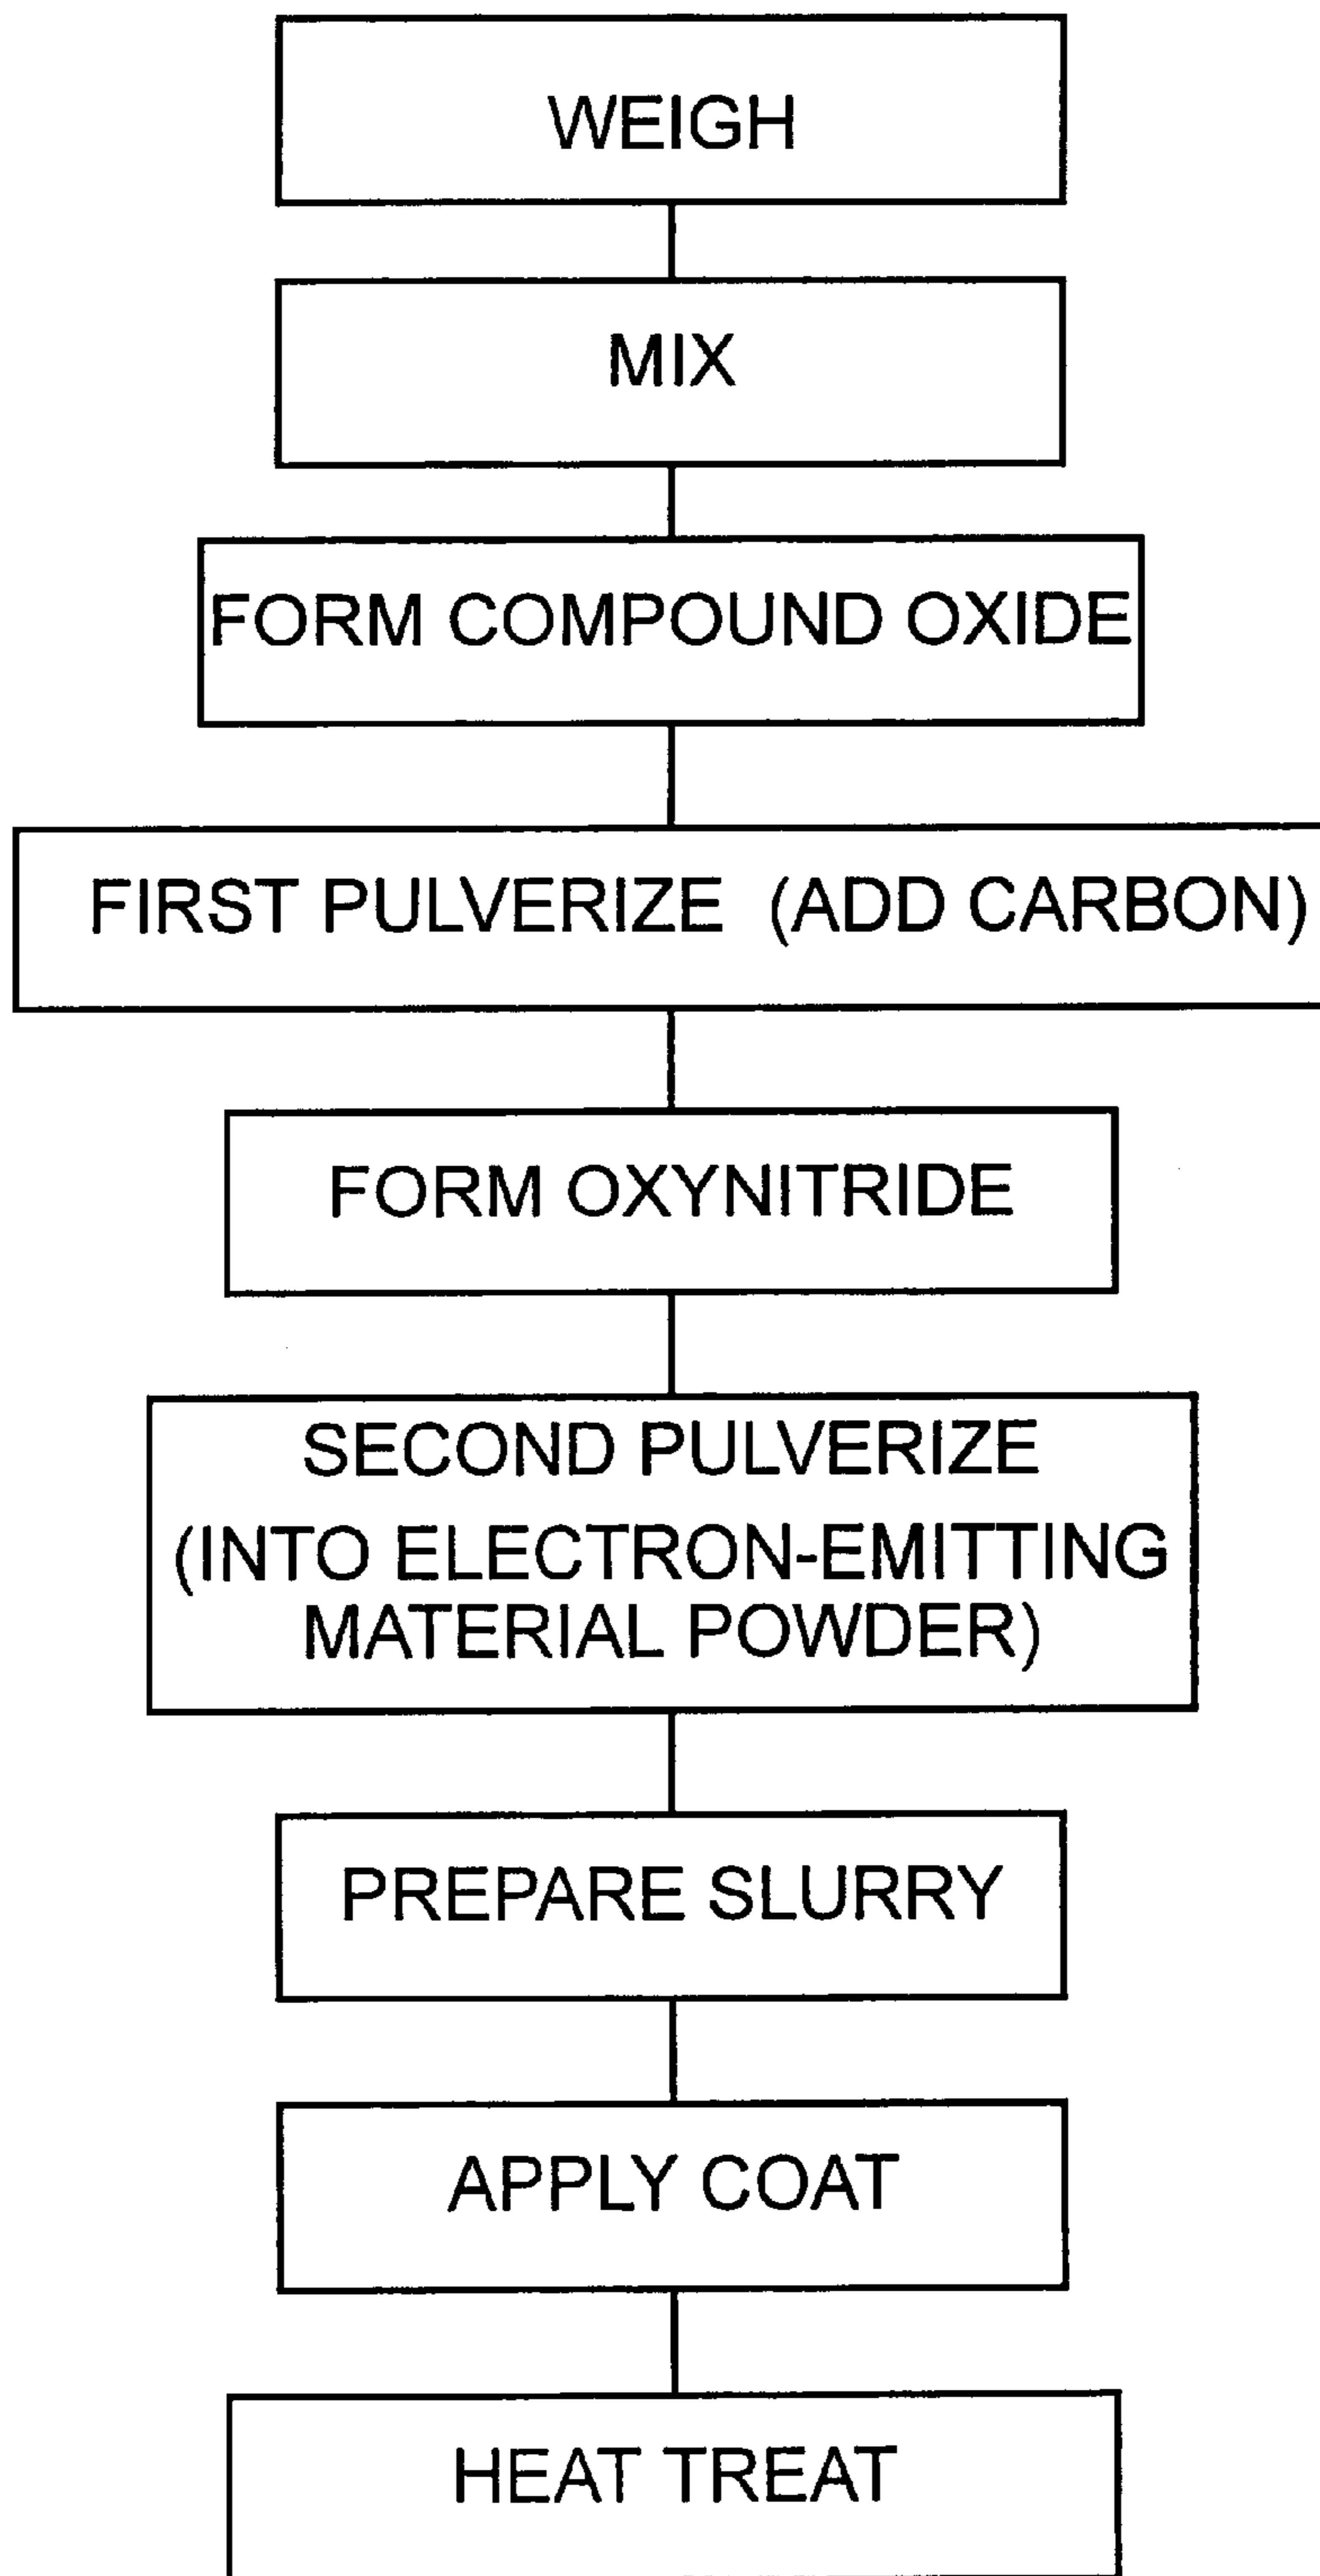 WEIGH
MIX
FORM COMPOUND OXIDE
FIRST PULVERIZE (ADD CARBON)
FORM OXYNITRIDE
SECOND PULVERIZE
(INTO ELECTRON-EMITTING
MATERIAL POWDER)
PREPARE SLURRY
APPLY COAT
HEAT TREAT